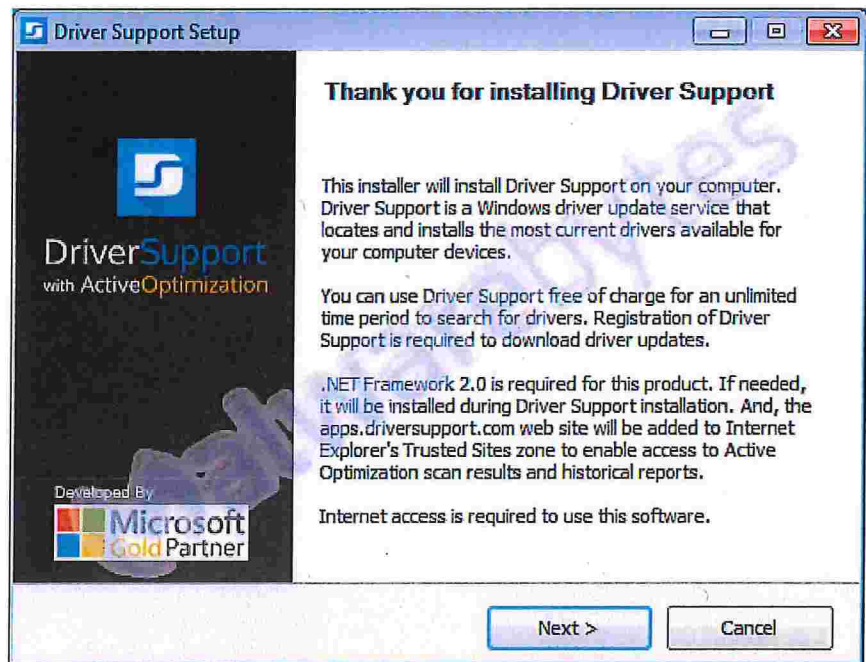 Driver Support Setup
Thank you for installing Driver Support
This installer will install Driver Support on your computer.
Driver Support is a Windows driver update service that
locates and installs the most current drivers available for
your computer devices.
You can use Driver Support free of charge for an unlimited
time period to search for drivers. Registration of Driver
Support is required to download driver updates.
.NET Framework 2.0 is required for this product. If needed,
it will be installed during Driver Support installation. And, the
apps.driversupport.com web site will be added to Internet
Explorer's Trusted Sites zone to enable access to Active
Optimization scan results and historical reports.
Internet access is required to use this software.
DriverSupport
with ActiveOptimization
Developed By
Microsoft
Gold Partner
Next >
Cancel
malwarebytes